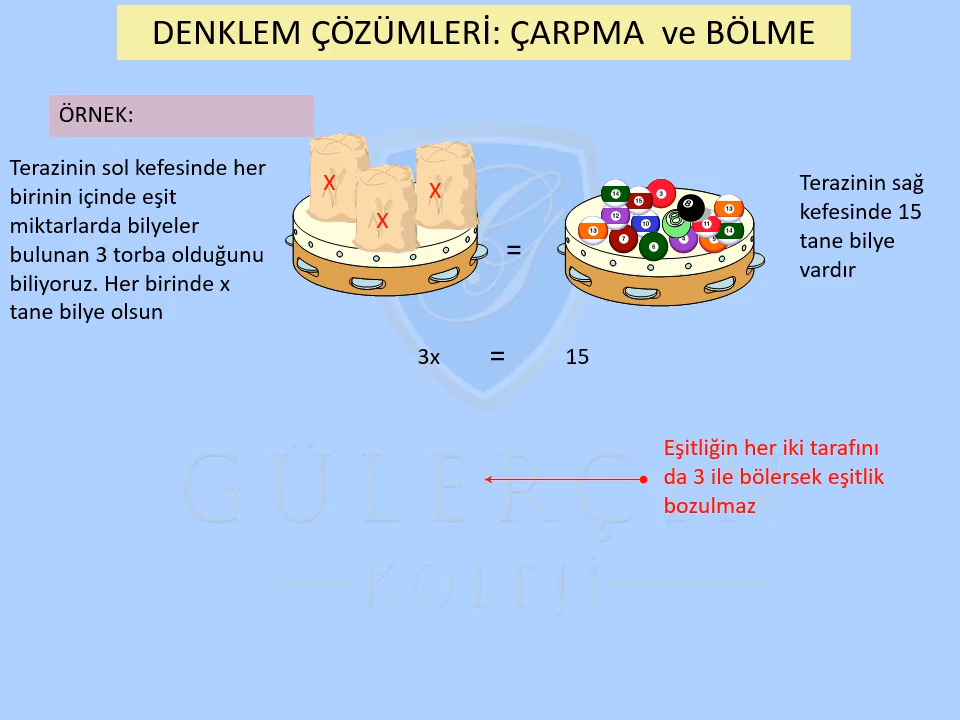 DENKLEM ÇÖZÜMLERİ: ÇARPMA ve BÖLME
ÖRNEK:
Terazinin sol kefesinde her
birinin içinde eşit
miktarlarda bilyeler
bulunan 3 torba olduğunu
biliyoruz. Her birinde x
tane bilye olsun
X
X
X
=
Terazinin sağ
kefesinde 15
tane bilye
vardır
3x = 15
Eşitliğin her iki tarafını
da 3 ile bölersek eşitlik
bozulmaz
KOLEJİ